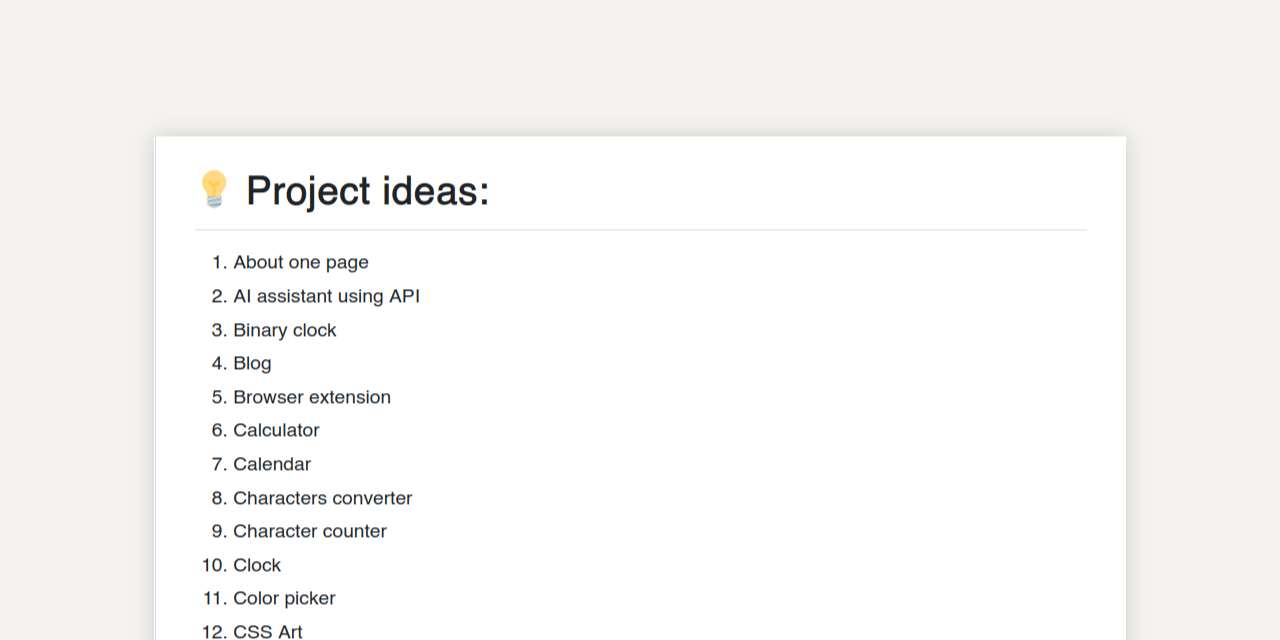 💡 Project ideas:
1. About one page
2. AI assistant using API
3. Binary clock
4. Blog
5. Browser extension
6. Calculator
7. Calendar
8. Characters converter
9. Character counter
10. Clock
11. Color picker
12. CSS Art